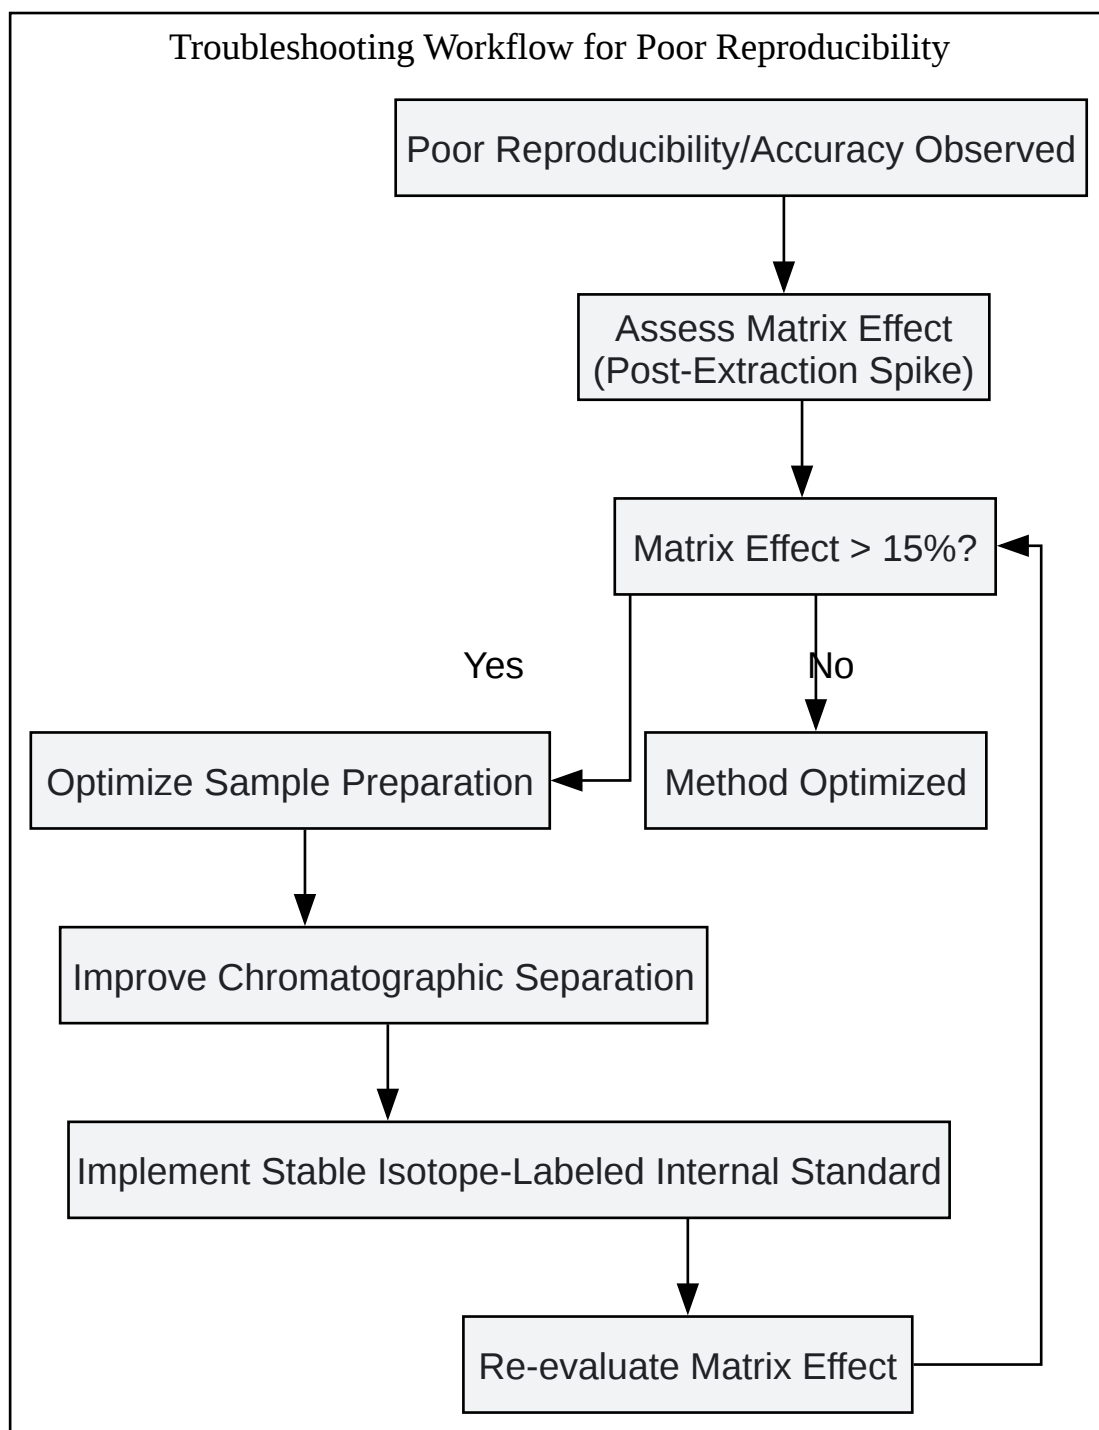 Troubleshooting Workflow for Poor Reproducibility
Poor Reproducibility/Accuracy Observed
Assess Matrix Effect
(Post-Extraction Spike)
Matrix Effect > 15%?
Yes
No
Optimize Sample Preparation
Method Optimized
Improve Chromatographic Separation
Implement Stable Isotope-Labeled Internal Standard
Re-evaluate Matrix Effect